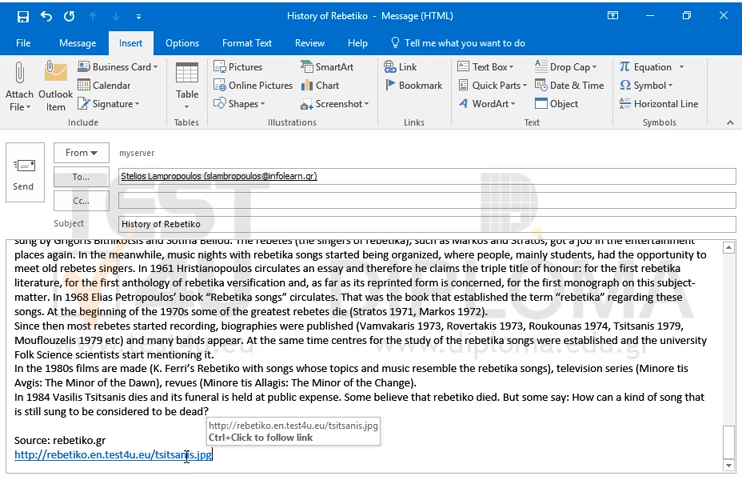 History of Rebetiko - Message (HTML)
File Message Insert Options Format Text Review Help Tell me what you want to do
Attach File Outlook Item Business Card Calendar Signature Include
Table Tables
Pictures Online Pictures Shapes SmartArt Chart Screenshot Illustrations
Link Bookmark Links
Text Box Quick Parts WordArt Drop Cap Date & Time Object Text
Equation Symbol Horizontal Line Symbols
Send
From myserver
To... Stelios Lampropoulos (slambropoulos@infolearn.gr)
Cc...
Subject History of Rebetiko
TEST DIPLOMA
sung by Grigoris Bithikotsis and Sotiria Bellou. The rebetes (the singers of rebetika), such as Markos and Stratos, got a job in the entertainment
places again. In the meanwhile, music nights with rebetika songs started being organized, where people, mainly students, had the opportunity to
meet old rebetes singers. In 1961 Hristianopoulos circulates an essay and therefore he claims the triple title of honour: for the first rebetika
literature, for the first anthology of rebetika versification and, as far as its reprinted form is concerned, for the first monograph on this subject-
matter. In 1968 Elias Petropoulos' book “Rebetika songs” circulates. That was the book that established the term “rebetika” regarding these
songs. At the beginning of the 1970s some of the greatest rebetes die (Stratos 1971, Markos 1972).
Since then most rebetes started recording, biographies were published (Vamvakaris 1973, Rovertakis 1973, Roukounas 1974, Tsitsanis 1979,
Mouflouzelis 1979 etc) and many bands appear. At the same time centres for the study of the rebetika songs were established and the university
Folk Science scientists start mentioning it.
www.diploma.edu.gr
In the 1980s films are made (K. Ferri's Rebetiko with songs whose topics and music resemble the rebetika songs), television series (Minore tis
Avgis: The Minor of the Dawn), revues (Minore tis Allagis: The Minor of the Change).
In 1984 Vasilis Tsitsanis dies and its funeral is held at public expense. Some believe that rebetiko died. But some say: How can a kind of song that
is still sung to be considered to be dead?
http://rebetiko.en.test4u.eu/tsitsanis.jpg
Ctrl+Click to follow link
Source: rebetiko.gr
http://rebetiko.en.test4u.eu/tsitsanis.jpg